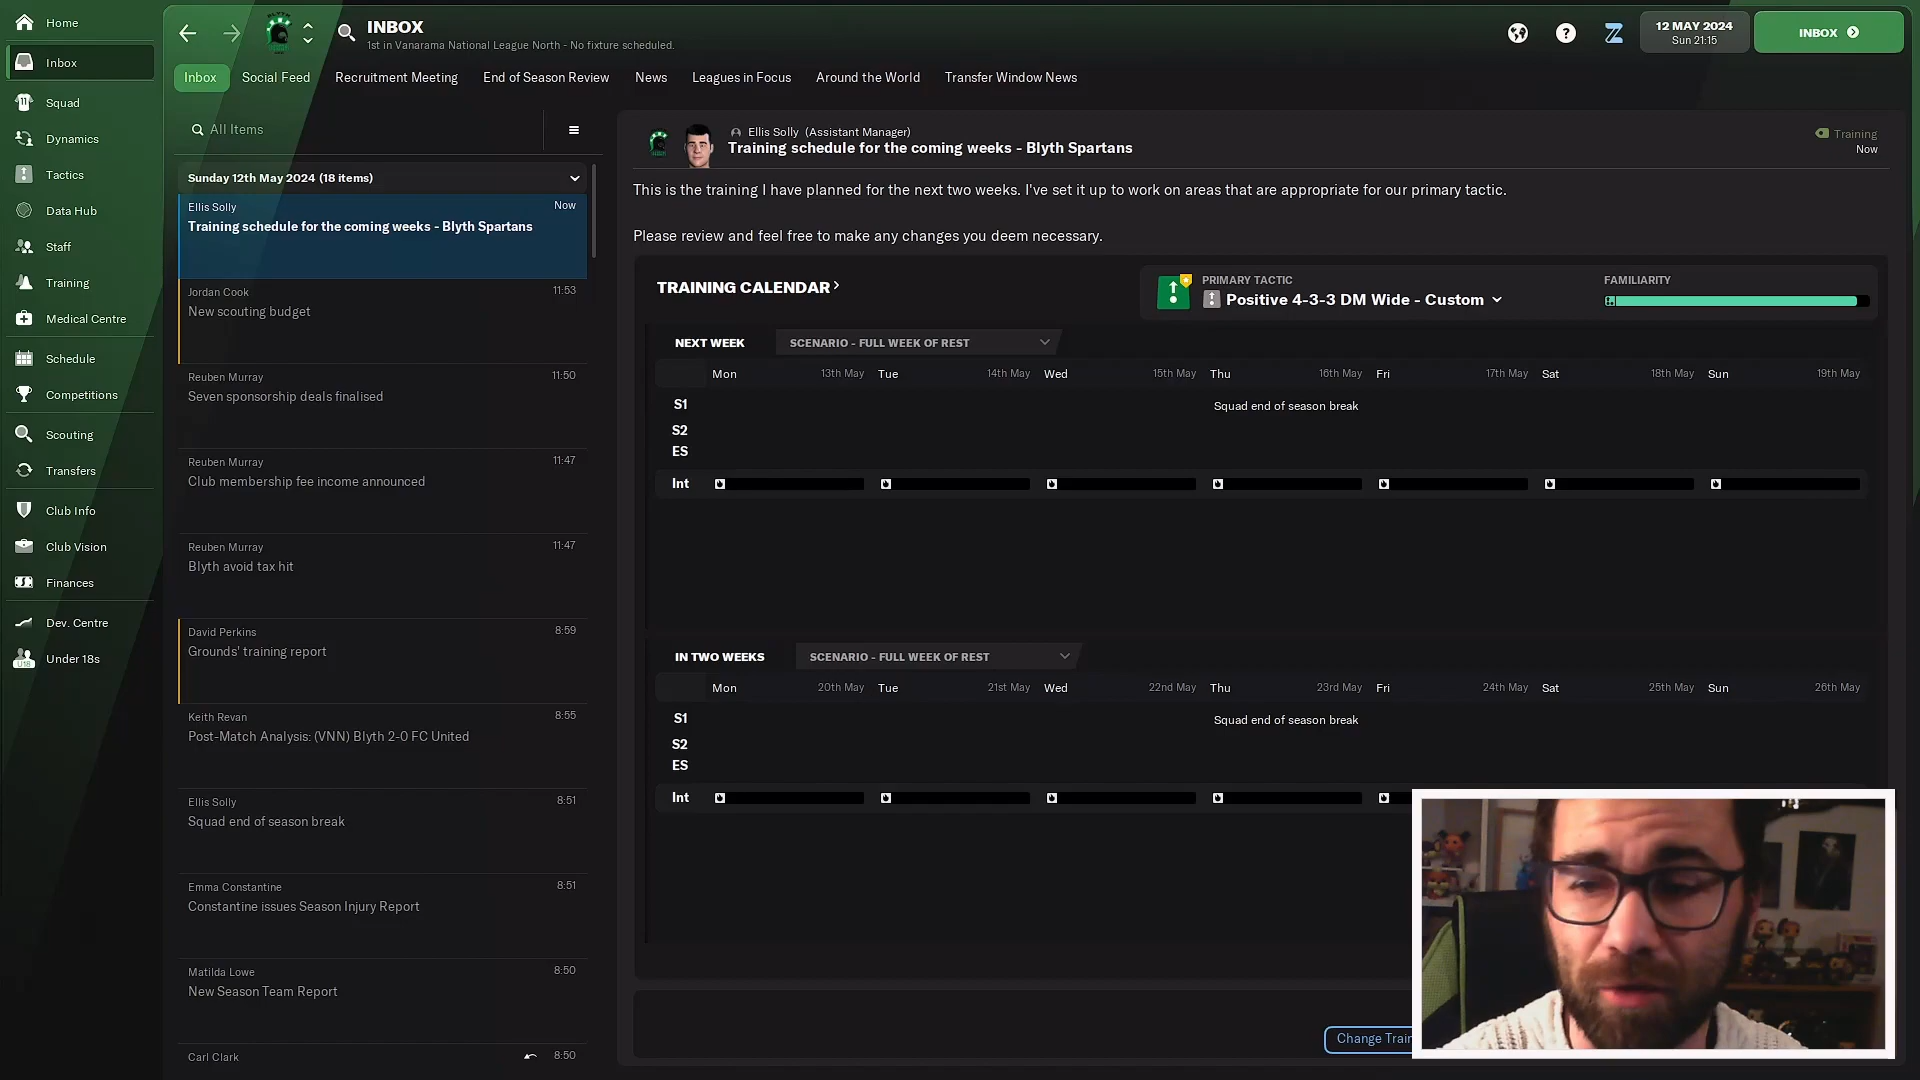 Home
Inbox
Squad
Dynamics
Tactics
Data Hub
Staff
Training
Medical Centre
Schedule
Competitions
Scouting
Transfers
Club Info
Club Vision
Finances
Dev. Centre
Under 18s
INBOX
1st in Vanarama National League North - No fixture scheduled.
12 MAY 2024
Sun 21:15
INBOX
Inbox Social Feed Recruitment Meeting End of Season Review News Leagues in Focus Around the World Transfer Window News
All Items
Sunday 12th May 2024 (18 items)
Ellis Solly Now
Training schedule for the coming weeks - Blyth Spartans
Jordan Cook 11:53
New scouting budget
Reuben Murray 11:50
Seven sponsorship deals finalised
Reuben Murray 11:47
Club membership fee income announced
Reuben Murray 11:47
Blyth avoid tax hit
David Perkins 8:59
Grounds' training report
Keith Revan 8:55
Post-Match Analysis: (VNN) Blyth 2-0 FC United
Ellis Solly 8:51
Squad end of season break
Emma Constantine 8:51
Constantine issues Season Injury Report
Matilda Lowe 8:50
New Season Team Report
Carl Clark 8:50
Ellis Solly (Assistant Manager)
Training schedule for the coming weeks - Blyth Spartans
Training
Now
This is the training I have planned for the next two weeks. I've set it up to work on areas that are appropriate for our primary tactic.
Please review and feel free to make any changes you deem necessary.
TRAINING CALENDAR
PRIMARY TACTIC
Positive 4-3-3 DM Wide - Custom
FAMILIARITY
NEXT WEEK SCENARIO - FULL WEEK OF REST
Mon 13th May Tue 14th May Wed 15th May Thu 16th May Fri 17th May Sat 18th May Sun 19th May
S1 Squad end of season break
S2
ES
Int
IN TWO WEEKS SCENARIO - FULL WEEK OF REST
Mon 20th May Tue 21st May Wed 22nd May Thu 23rd May Fri 24th May Sat 25th May Sun 26th May
S1 Squad end of season break
S2
ES
Int
Change Train